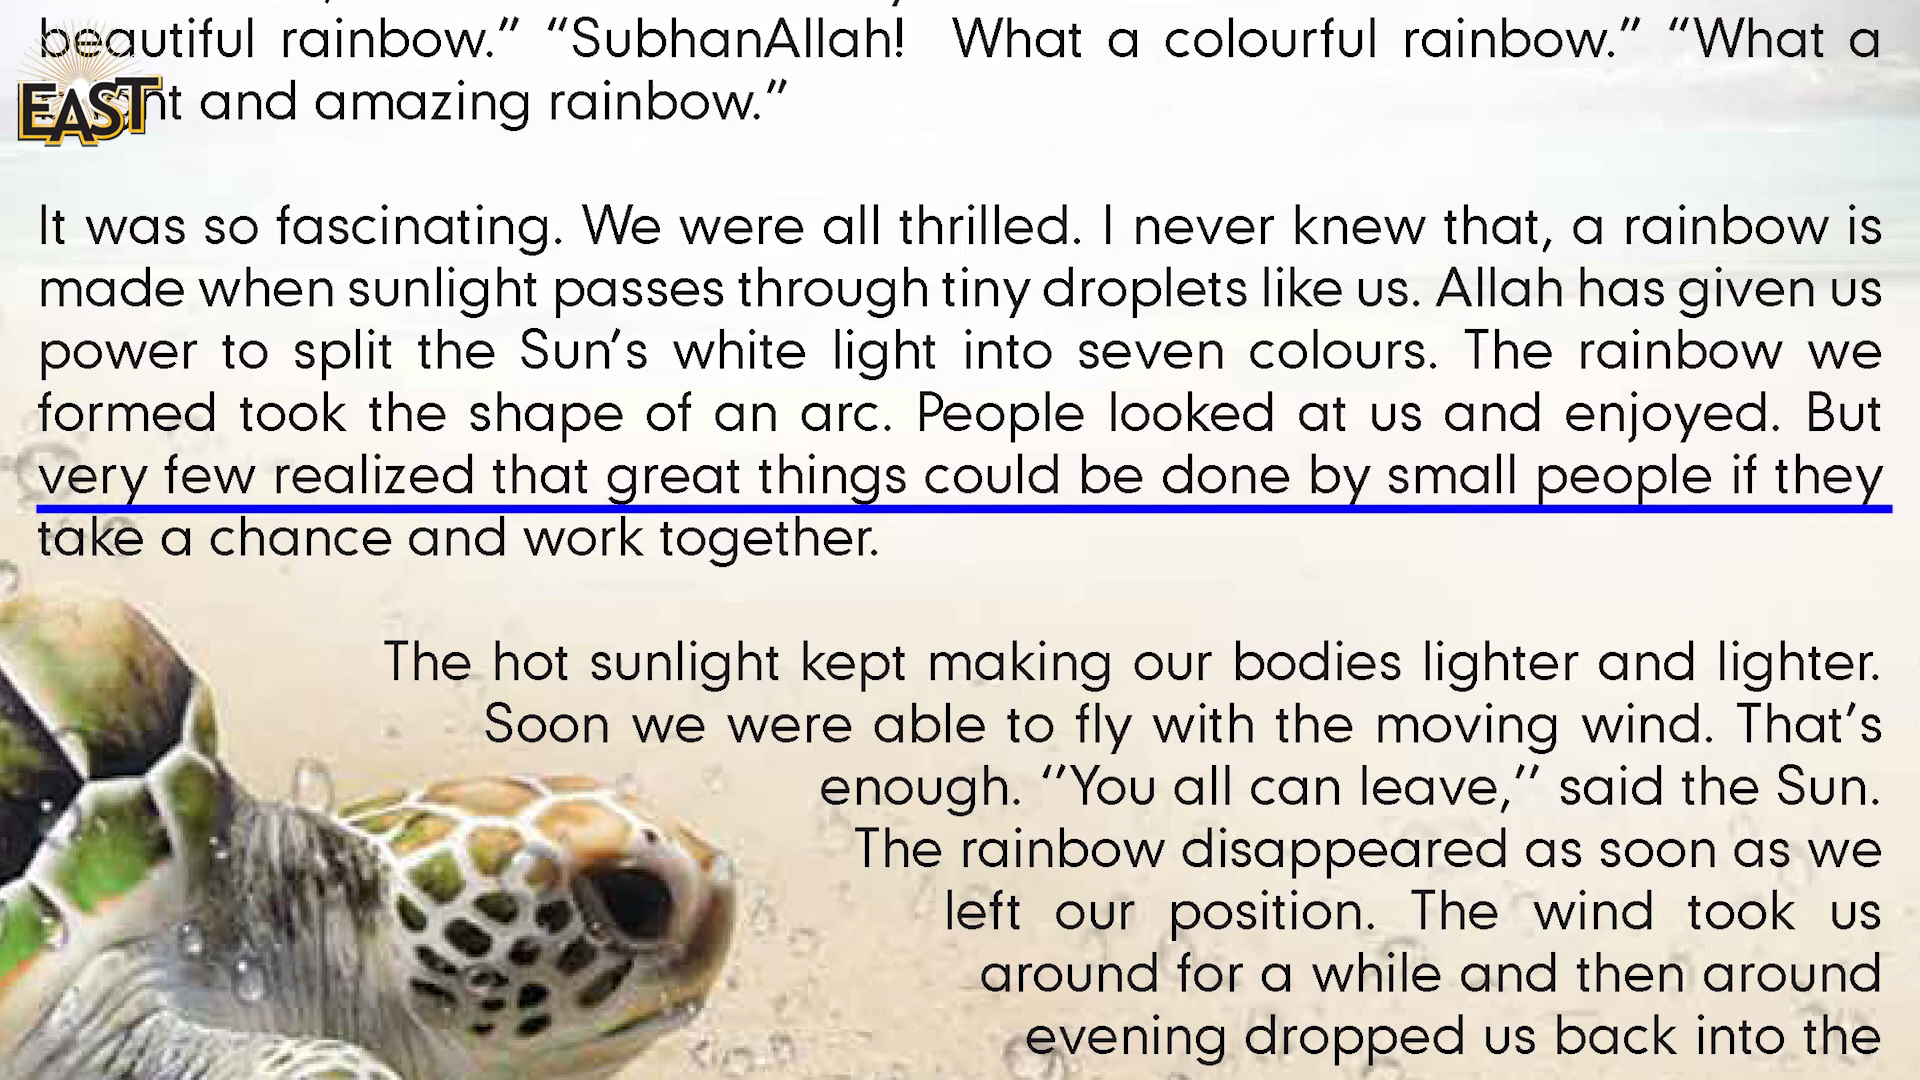 beautiful rainbow.” “SubhanAllah! What a colourful rainbow.” “What a
EAST
and amazing rainbow.”
It was so fascinating. We were all thrilled. I never knew that, a rainbow is
made when sunlight passes through tiny droplets like us. Allah has given us
power to split the Sun’s white light into seven colours. The rainbow we
formed took the shape of an arc. People looked at us and enjoyed. But
very few realized that great things could be done by small people if they
take a chance and work together.
The hot sunlight kept making our bodies lighter and lighter.
Soon we were able to fly with the moving wind. That’s
enough. “You all can leave,” said the Sun.
The rainbow disappeared as soon as we
left our position. The wind took us
around for a while and then around
evening dropped us back into the